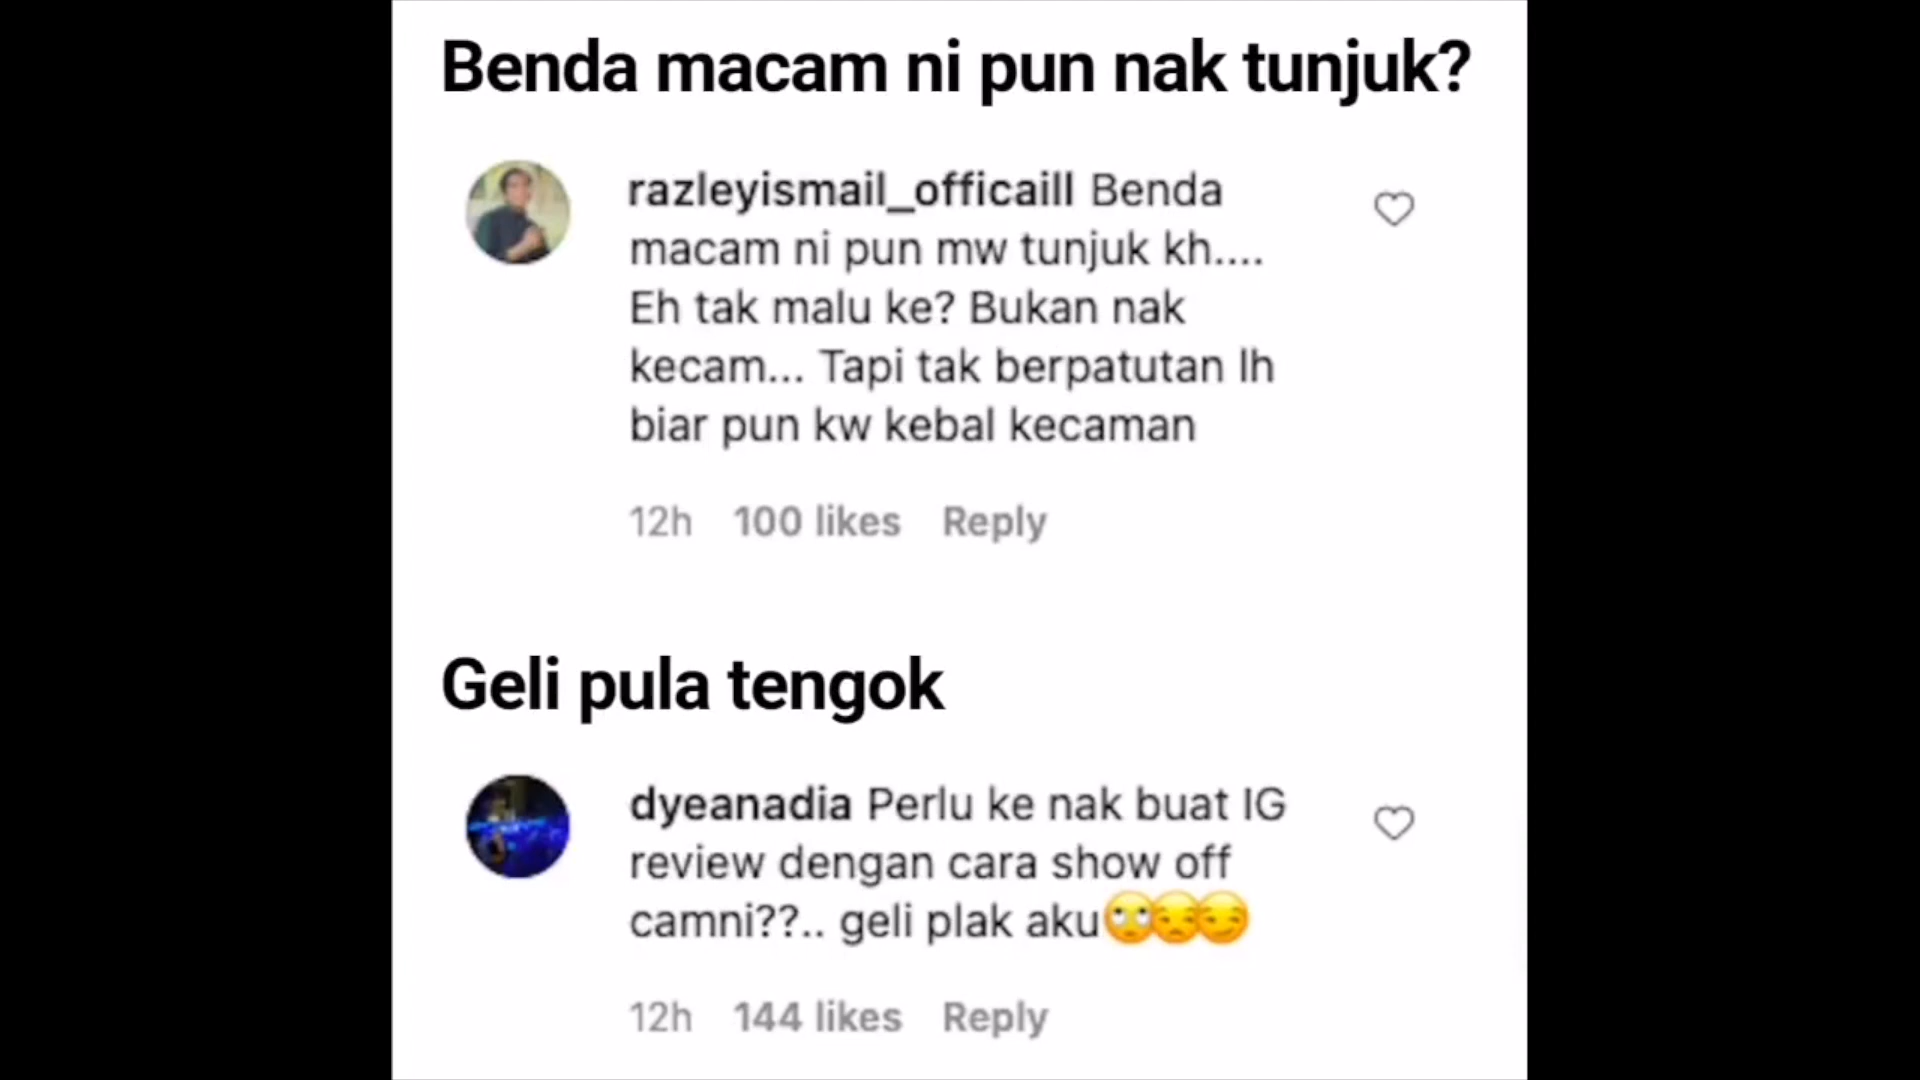 Benda macam ni pun nak tunjuk?
razleyismail_officaill Benda
macam ni pun mw tunjuk kh....
Eh tak malu ke? Bukan nak
kecam... Tapi tak berpatutan lh
biar pun kw kebal kecaman
12h 100 likes Reply
Geli pula tengok
dyeanadia Perlu ke nak buat IG
review dengan cara show off
camni??.. geli plak aku🙄😒😏
12h 144 likes Reply